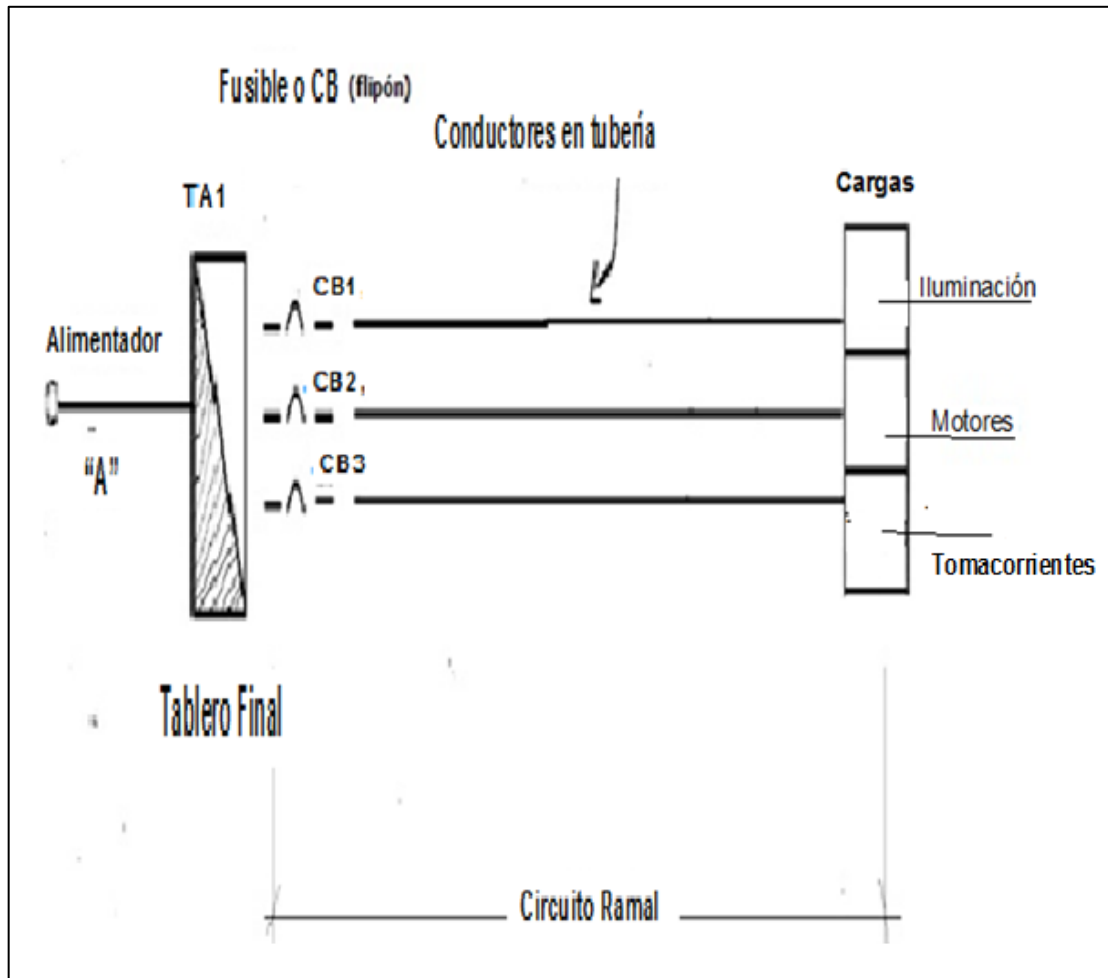 Fusible o CB (flipón)
Conductores en tubería
Cargas
TA1
CB1
Iluminación
Alimentador
CB2
Motores
"A"
CB3
Tomacorrientes
Tablero Final
Circuito Ramal